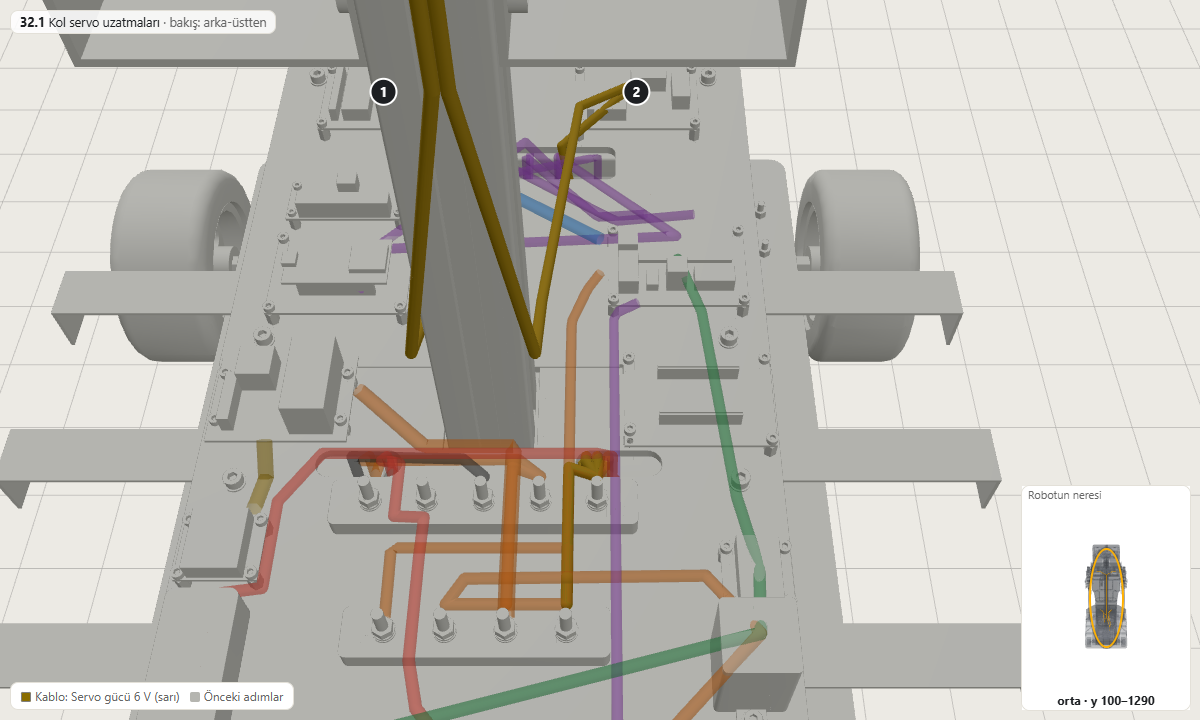 32.1 Kol servo uzatmaları · bakış: arka-üstten
1
2
Robotun neresi
orta · y 100–1290
Kablo: Servo gücü 6 V (sarı)
Önceki adımlar